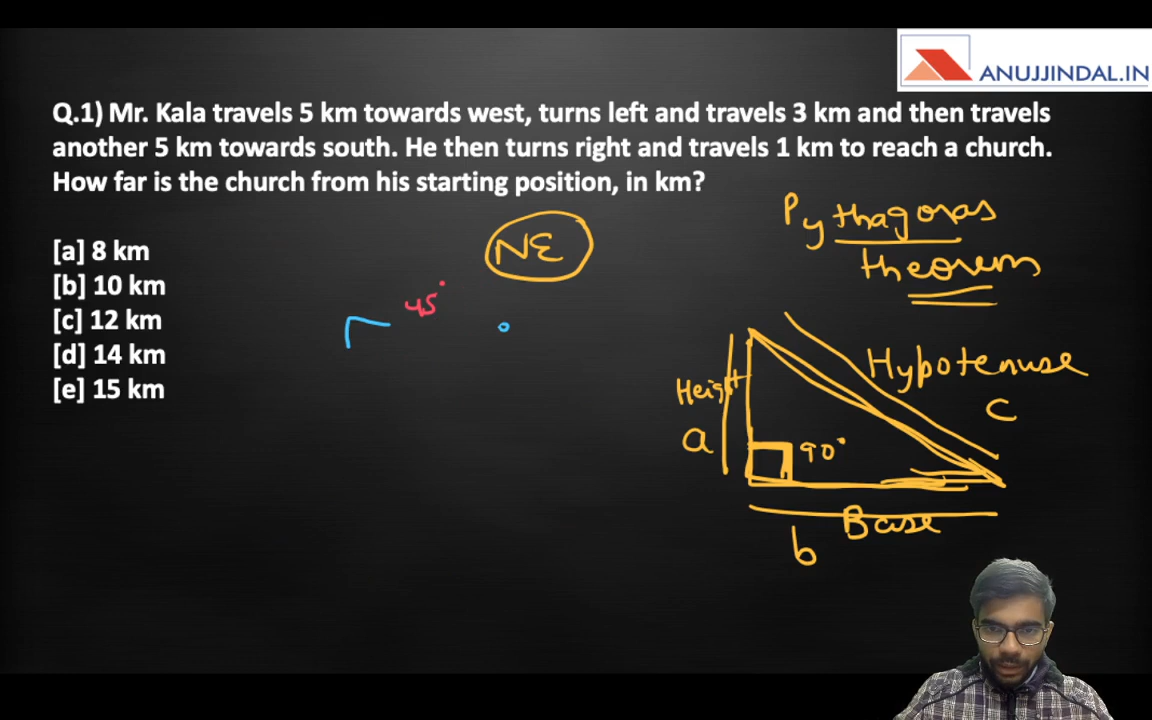 ANUJJINDAL.IN
Q.1) Mr. Kala travels 5 km towards west, turns left and travels 3 km and then travels
another 5 km towards south. He then turns right and travels 1 km to reach a church.
How far is the church from his starting position, in km?
[a] 8 km
[b] 10 km
[c] 12 km
[d] 14 km
[e] 15 km
NE
45°
Pythagoras
theorem
Height
a
90°
Hypotenuse
c
Base
b